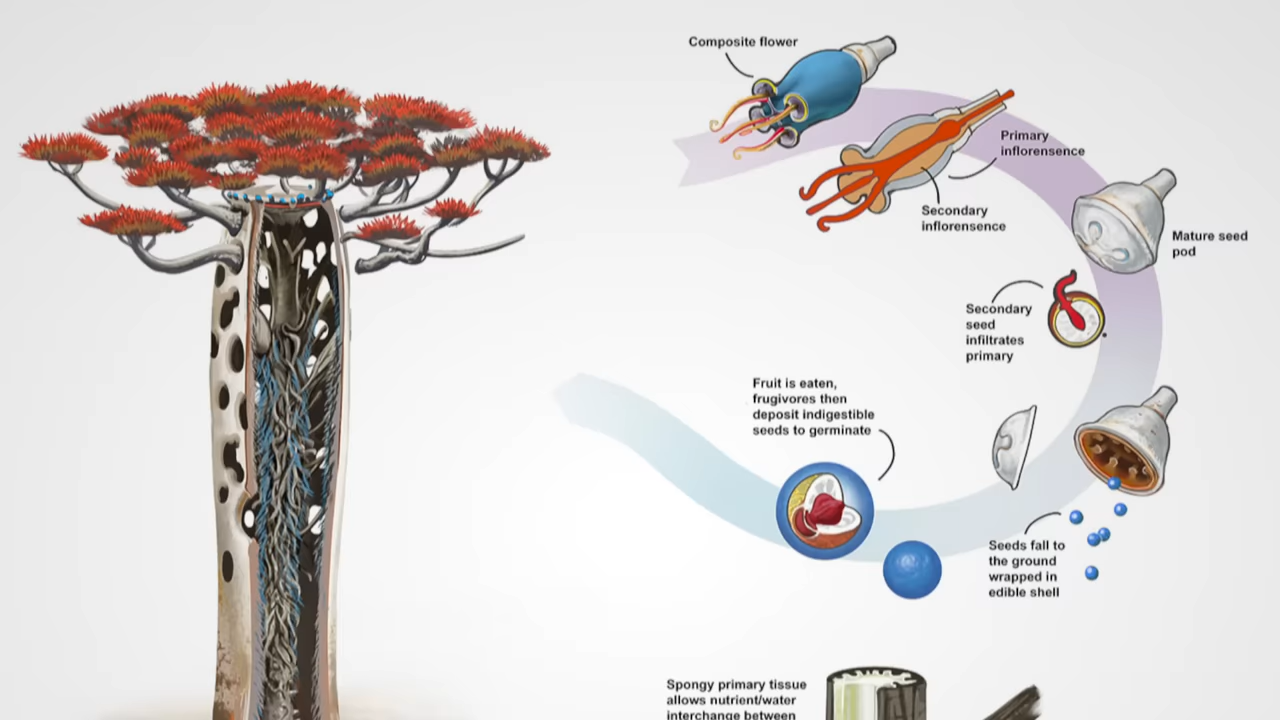 Composite flower
Primary
inflorensence
Secondary
inflorensence
Mature seed
pod
Secondary
seed
infiltrates
primary
Fruit is eaten,
frugivores then
deposit indigestible
seeds to germinate
Seeds fall to
the ground
wrapped in
edible shell
Spongy primary tissue
allows nutrient/water
interchange between